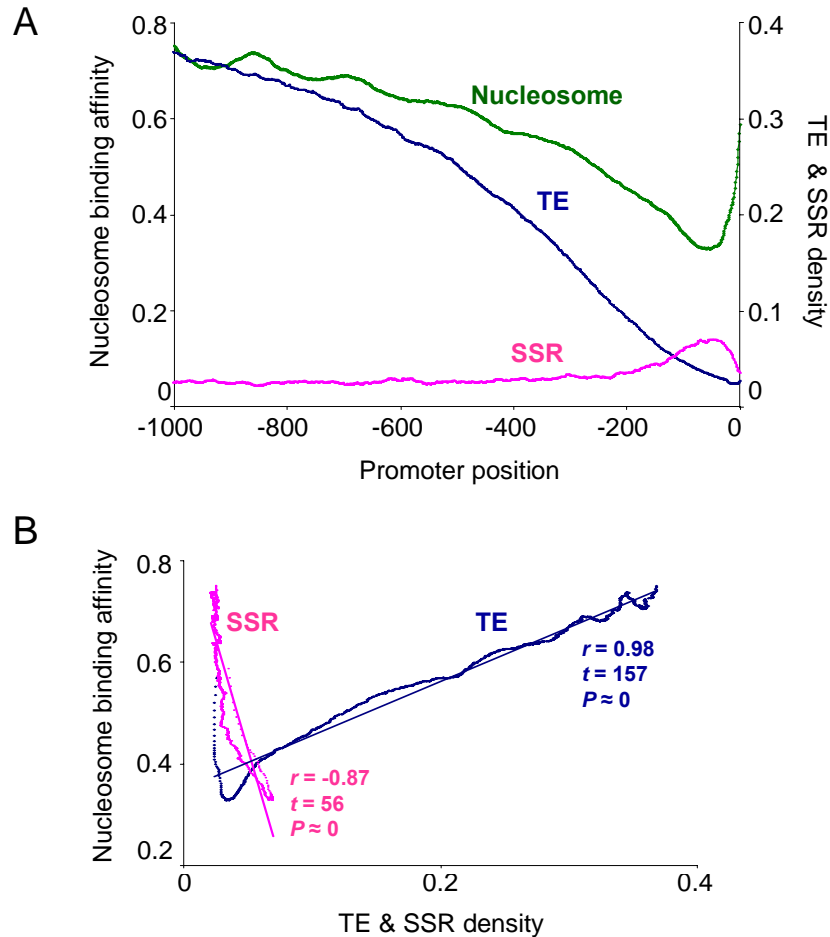 A
0.8
0.6
0.4
0.2
0
Nucleosome binding affinity
0.4
0.3
0.2
0.1
0
TE & SSR density
Nucleosome
TE
SSR
-1000 -800 -600 -400 -200 0
Promoter position
B
0.8
0.6
0.4
0.2
Nucleosome binding affinity
SSR
TE
r = 0.98
t = 157
P ≈ 0
r = -0.87
t = 56
P ≈ 0
0 0.2 0.4
TE & SSR density